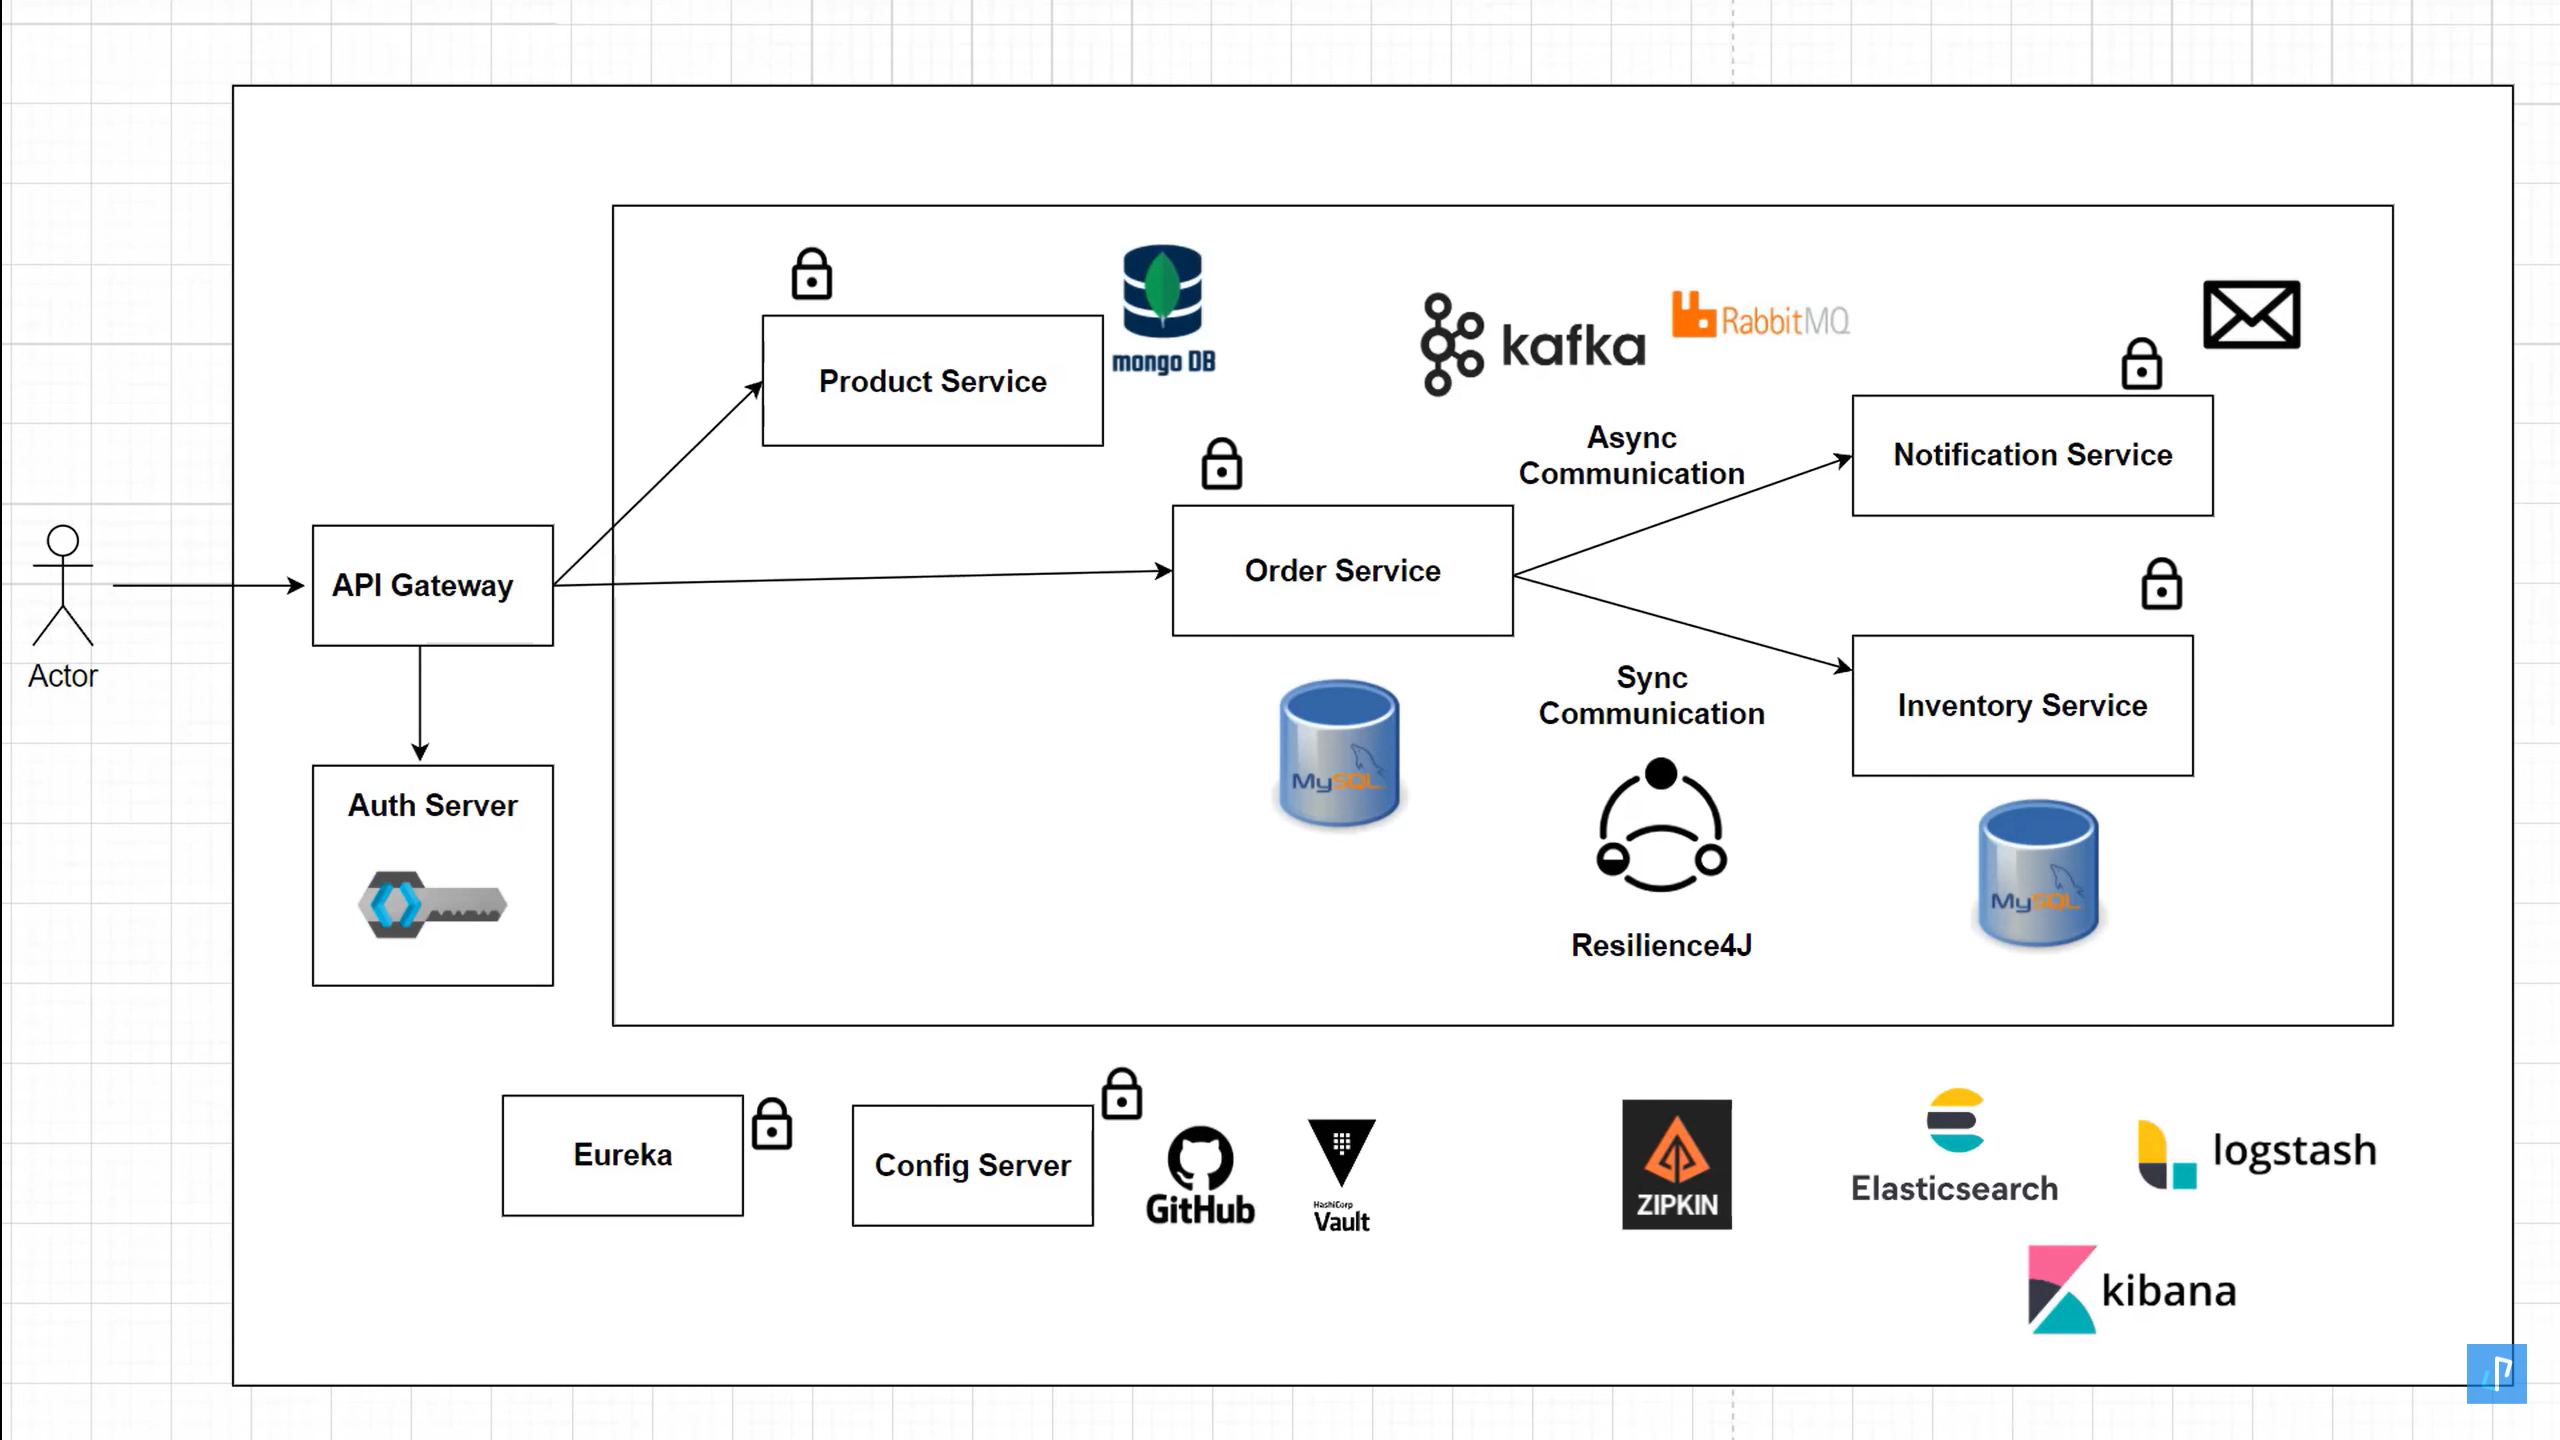 mongo DB
kafka
RabbitMQ
Product Service
Async
Communication
Notification Service
Order Service
API Gateway
Actor
Sync
Communication
Inventory Service
MySQL
Auth Server
MySQL
Resilience4J
Eureka
Config Server
GitHub
HashiCorp
Vault
ZIPKIN
Elasticsearch
logstash
kibana